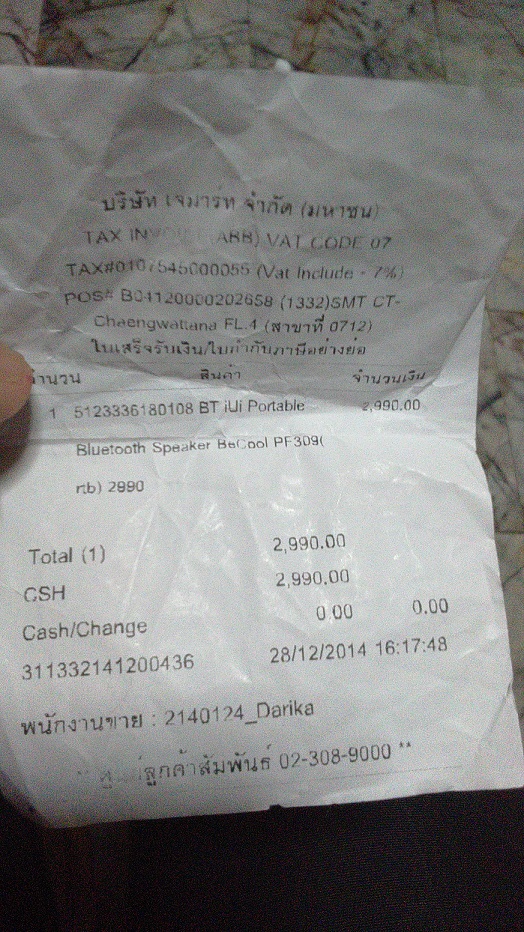 บริษัท เจมาร์ท จำกัด (มหาชน)
TAX INVOICE(ABB) VAT CODE 07
TAX#0107545000055 (Vat Include - 7%)
POS# B04120000202658 (1332)SMT CT-
Chaengwattana FL.4 (สาขาที่ 0712)
ใบเสร็จรับเงิน/ใบกำกับภาษีอย่างย่อ
จำนวน สินค้า จำนวนเงิน
1 5123336180108 BT iUi Portable 2,990.00
Bluetooth Speaker BeCool PF309(
rtb) 2990
Total (1) 2,990.00
CSH 2,990.00
Cash/Change 0.00 0.00
311332141200436 28/12/2014 16:17:48
พนักงานขาย : 2140124_Darika
** ลูกค้าสัมพันธ์ 02-308-9000 **